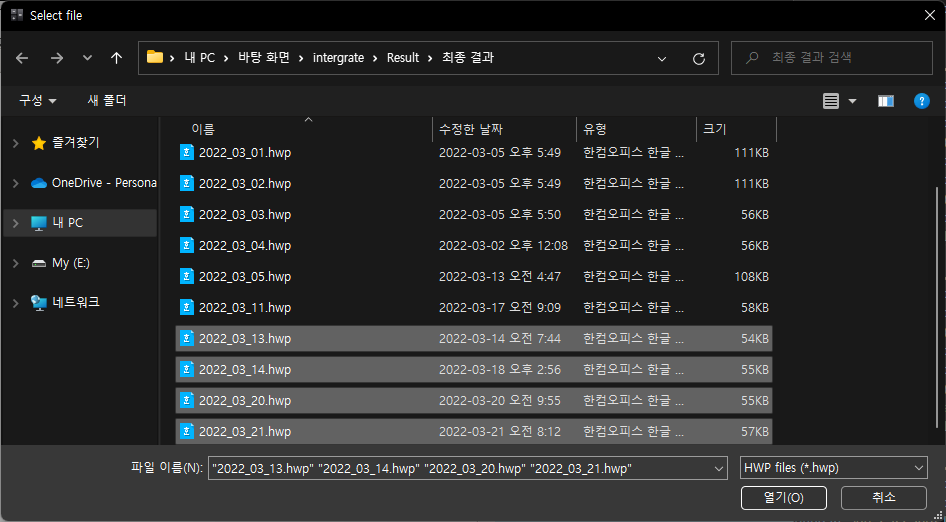 Select file
내 PC › 바탕 화면 › intergrate › Result › 최종 결과
최종 결과 검색
구성 새 폴더
즐겨찾기
OneDrive - Persona
내 PC
My (E:)
네트워크
이름 수정한 날짜 유형 크기
2022_03_01.hwp 2022-03-05 오후 5:49 한컴오피스 한글 ... 111KB
2022_03_02.hwp 2022-03-05 오후 5:49 한컴오피스 한글 ... 111KB
2022_03_03.hwp 2022-03-05 오후 5:50 한컴오피스 한글 ... 56KB
2022_03_04.hwp 2022-03-02 오후 12:08 한컴오피스 한글 ... 56KB
2022_03_05.hwp 2022-03-13 오전 4:47 한컴오피스 한글 ... 108KB
2022_03_11.hwp 2022-03-17 오전 9:09 한컴오피스 한글 ... 58KB
2022_03_13.hwp 2022-03-14 오전 7:44 한컴오피스 한글 ... 54KB
2022_03_14.hwp 2022-03-18 오후 2:56 한컴오피스 한글 ... 55KB
2022_03_20.hwp 2022-03-20 오전 9:55 한컴오피스 한글 ... 55KB
2022_03_21.hwp 2022-03-21 오전 8:12 한컴오피스 한글 ... 57KB
파일 이름(N): "2022_03_13.hwp" "2022_03_14.hwp" "2022_03_20.hwp" "2022_03_21.hwp" HWP files (*.hwp)
열기(O) 취소